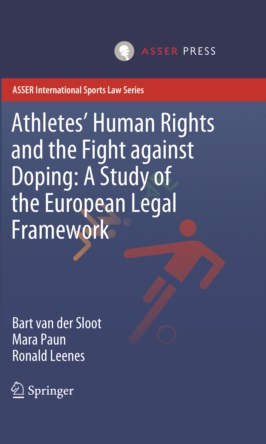 ASSER PRESS
ASSER International Sports Law Series
Athletes' Human Rights
and the Fight against
Doping: A Study of
the European Legal
Framework
Bart van der Sloot
Mara Paun
Ronald Leenes
Springer